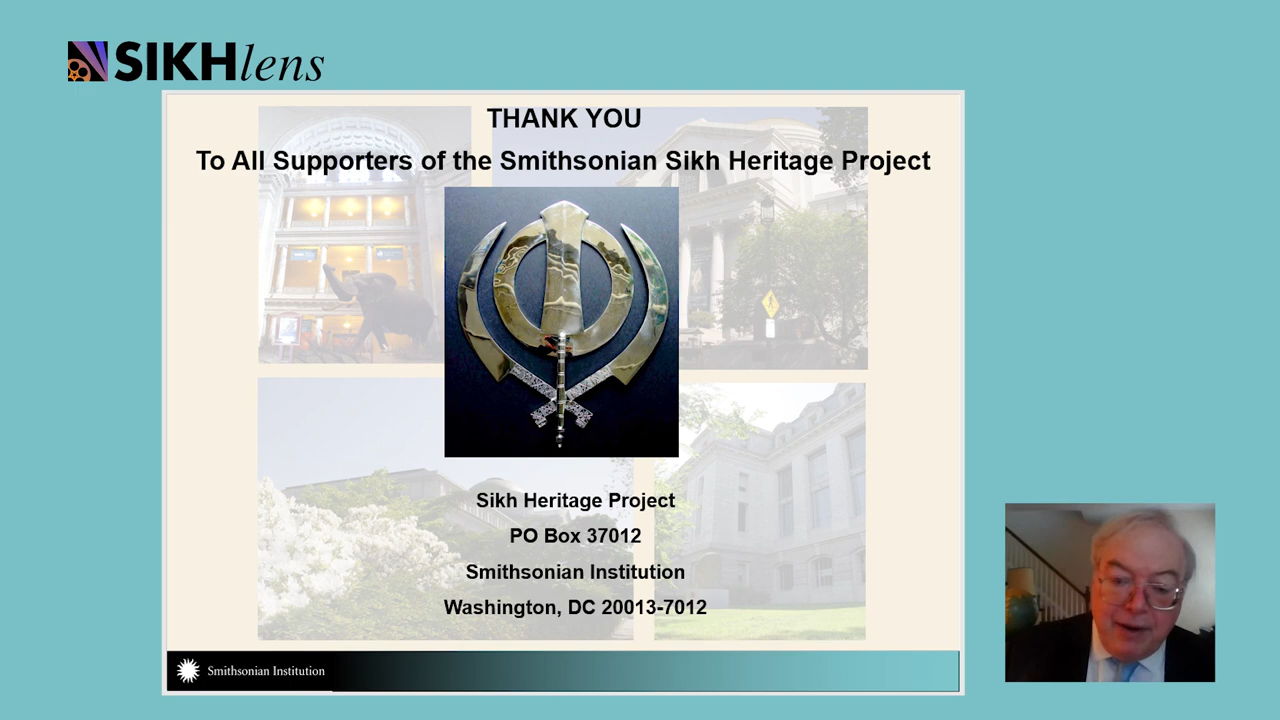 SIKHlens
THANK YOU
To All Supporters of the Smithsonian Sikh Heritage Project
Sikh Heritage Project
PO Box 37012
Smithsonian Institution
Washington, DC 20013-7012
Smithsonian Institution